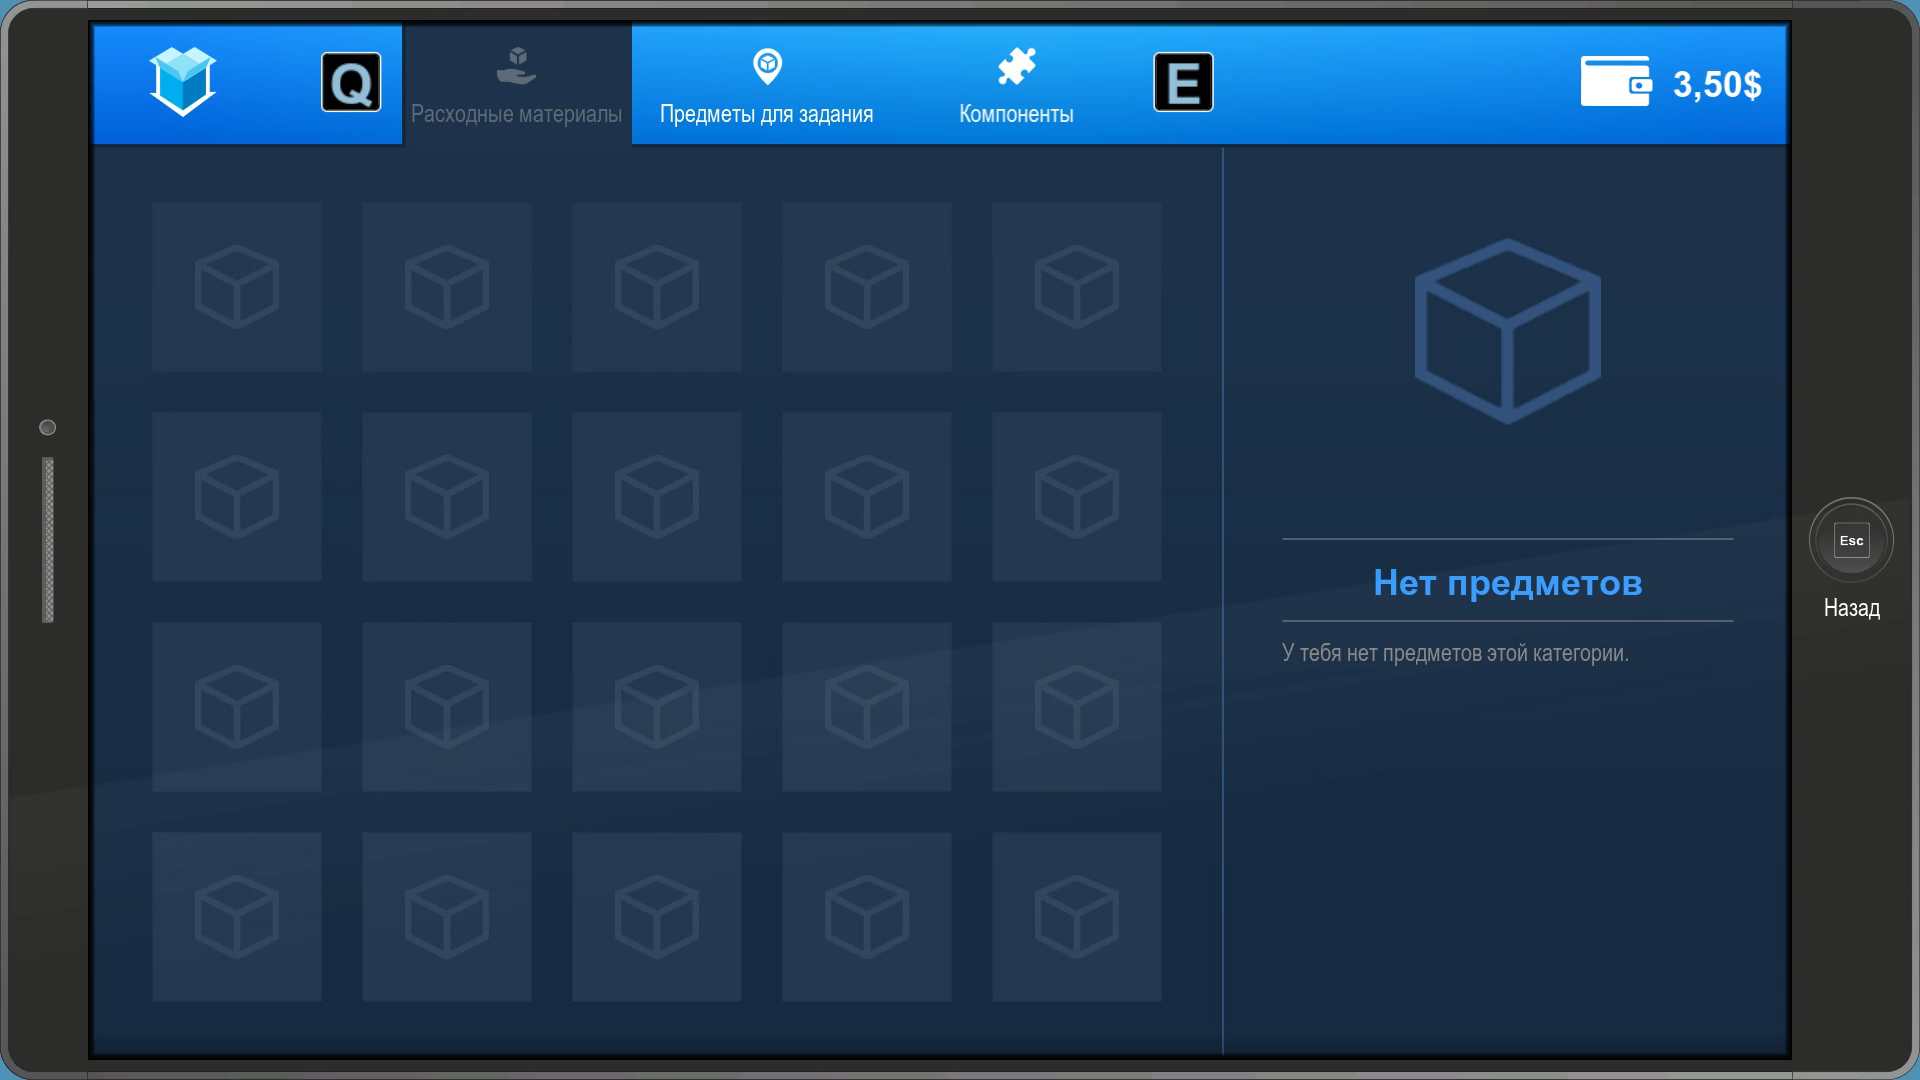 Q
Расходные материалы
Предметы для задания
Компоненты
E
3,50$
Нет предметов
У тебя нет предметов этой категории.
Esc
Назад